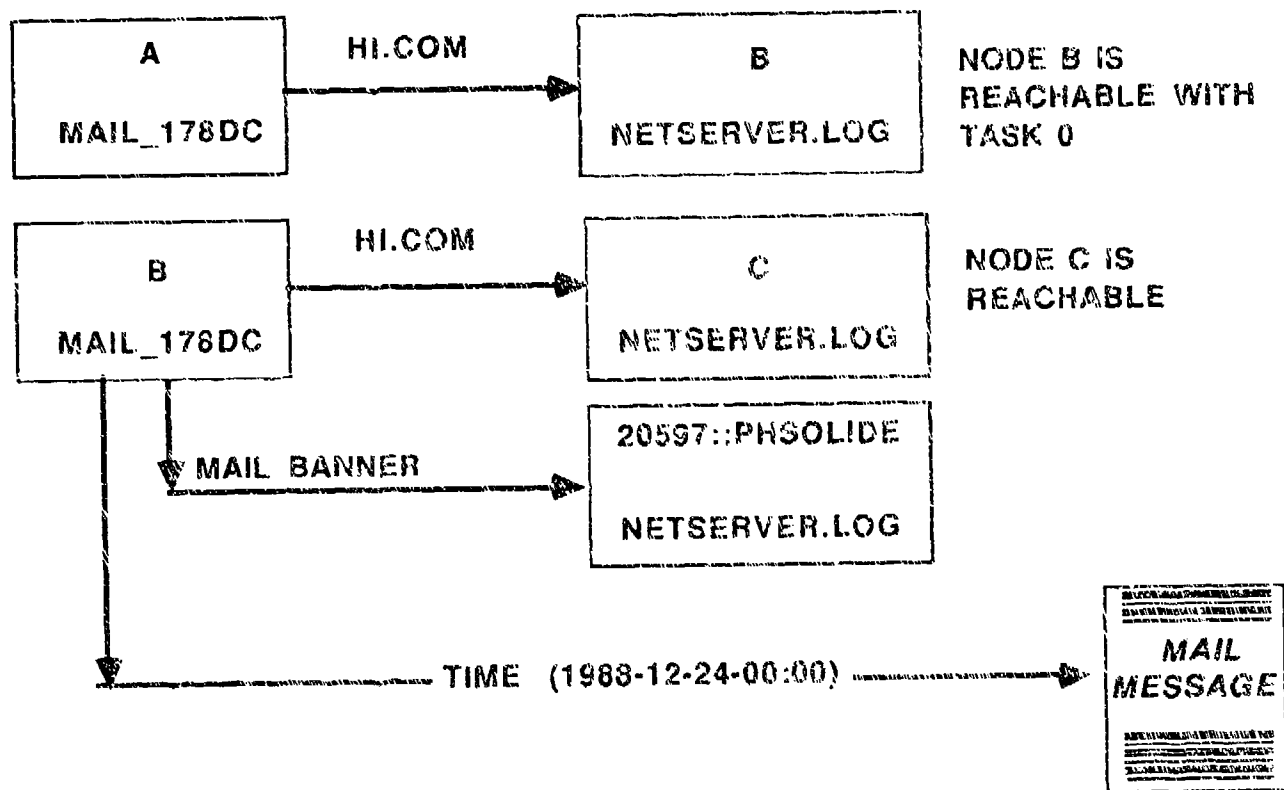 A
MAIL_178DC
HI.COM
B
NETSERVER.LOG
NODE B IS
REACHABLE WITH
TASK 0
B
MAIL_178DC
HI.COM
C
NETSERVER.LOG
NODE C IS
REACHABLE
MAIL BANNER
20597::PHSOLIDE
NETSERVER.LOG
TIME (1988-12-24-00:00)
MAIL
MESSAGE